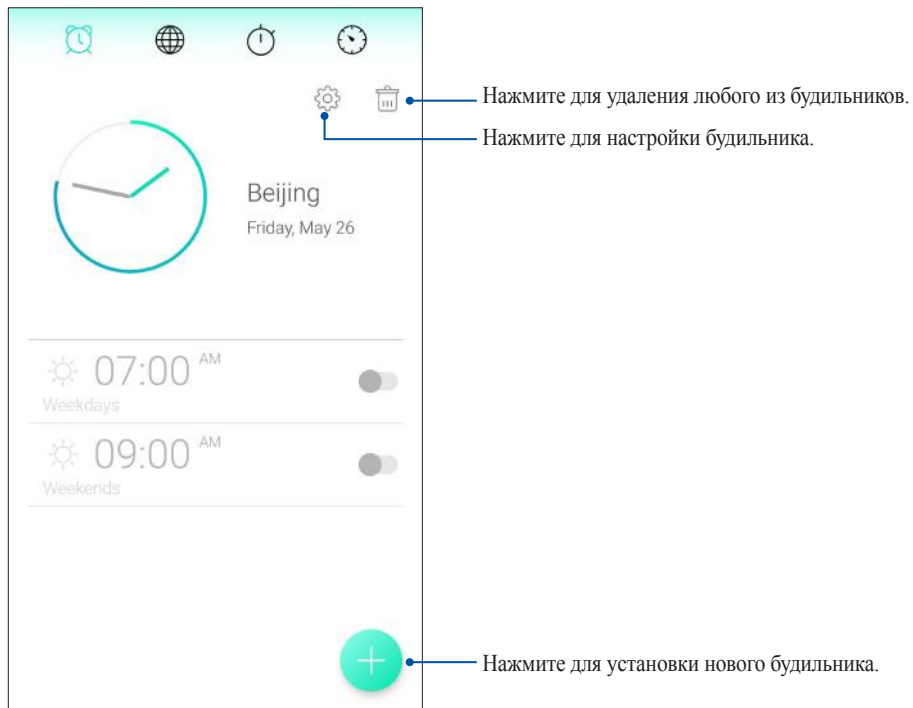 Нажмите для удаления любого из будильников.
Нажмите для настройки будильника.
Beijing
Friday, May 26
07:00 AM
Weekdays
09:00 AM
Weekends
Нажмите для установки нового будильника.